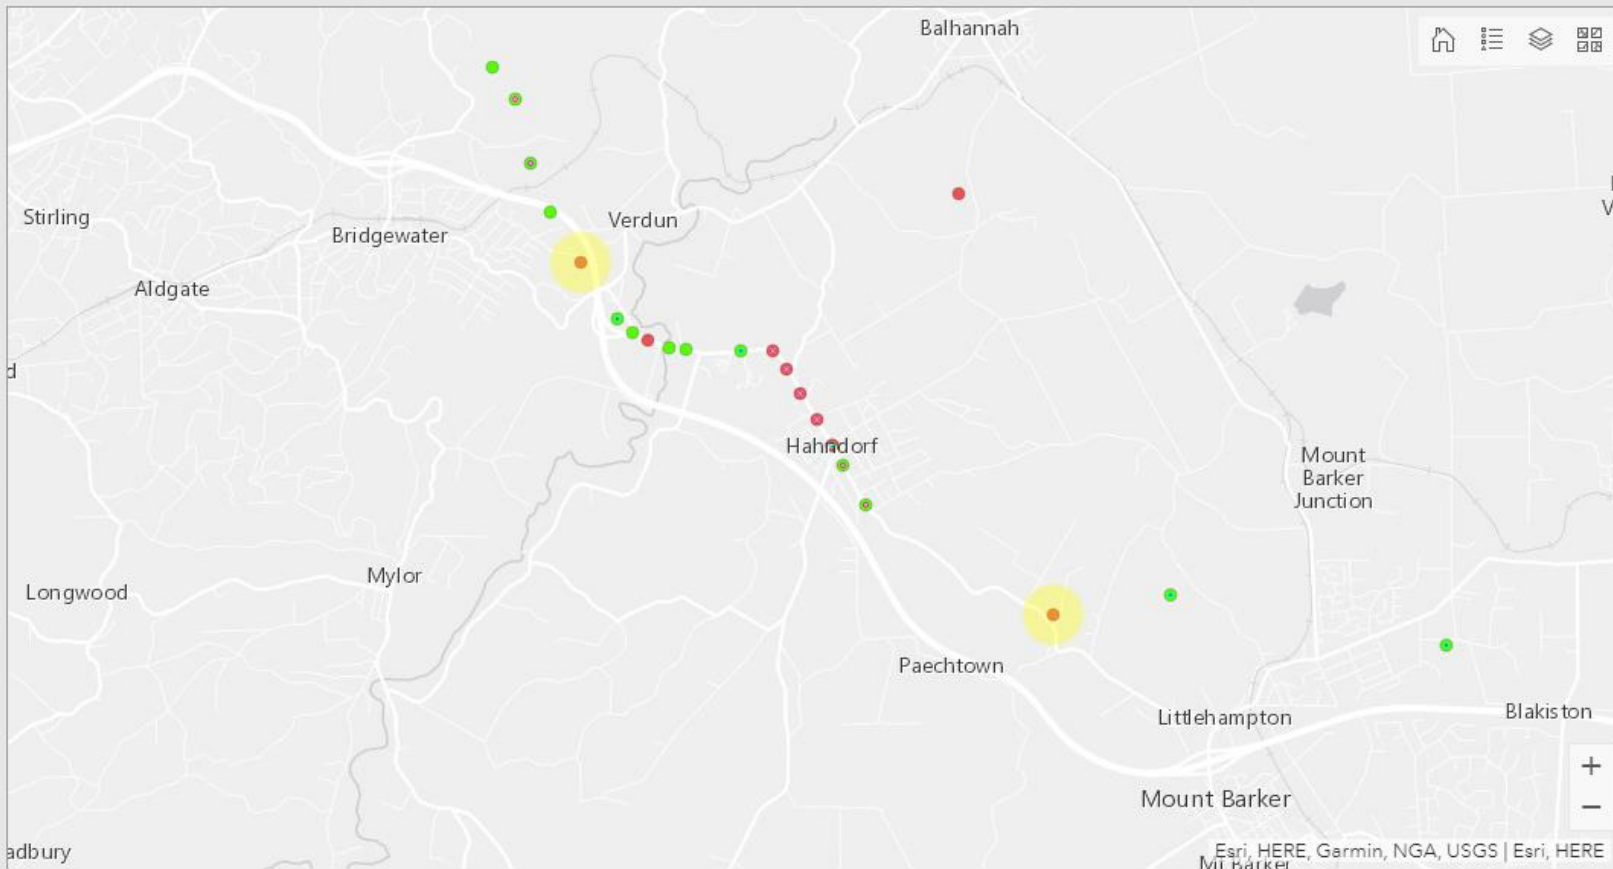 Balhannah
Stirling
Verdun
Bridgewater
Aldgate
d
V
Hahndorf
Mount
Barker
Junction
Longwood
Mylor
Paechtown
Littlehampton
Blakiston
+
Mount Barker
−
adbury
Esri, HERE, Garmin, NGA, USGS | Esri, HERE